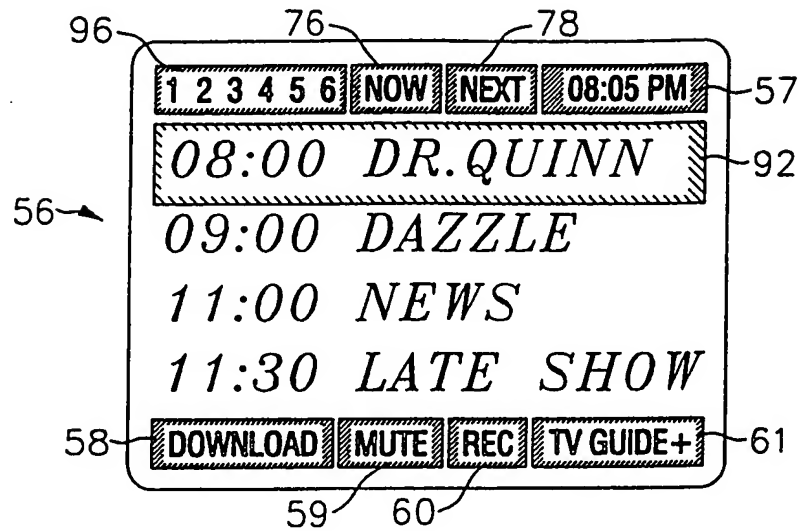 96 76 78
1 2 3 4 5 6 NOW NEXT 08:05 PM 57
08:00 DR.QUINN 92
56
09:00 DAZZLE
11:00 NEWS
11:30 LATE SHOW
58 DOWNLOAD MUTE REC TV GUIDE+ 61
59 60